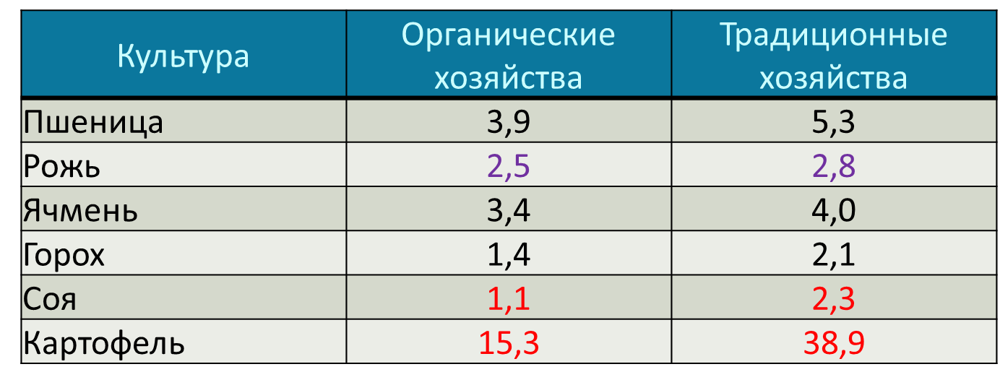 Культура
Органические
хозяйства
Традиционные
хозяйства
Пшеница 3,9 5,3
Рожь 2,5 2,8
Ячмень 3,4 4,0
Горох 1,4 2,1
Соя 1,1 2,3
Картофель 15,3 38,9